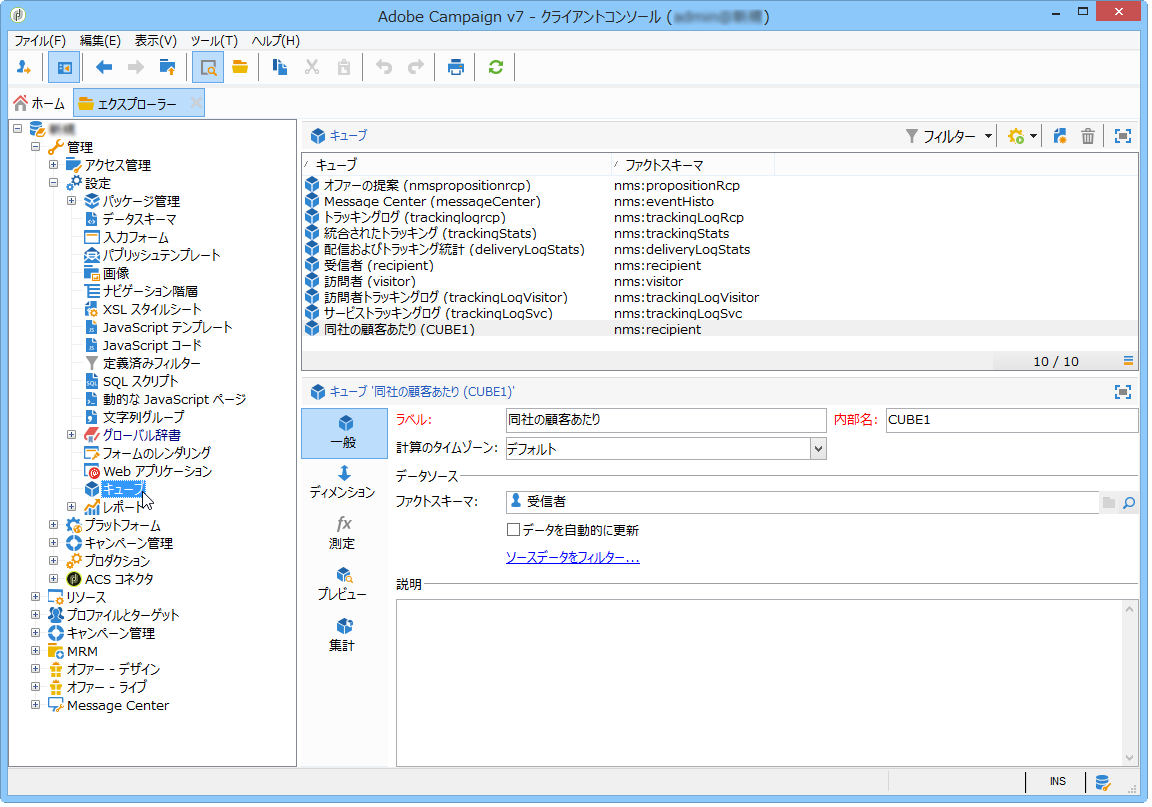 Adobe Campaign v7 - クライアントコンソール ( )
ファイル(F) 編集(E) 表示(V) ツール(T) ヘルプ(H)
ホーム エクスプローラー
管理
アクセス管理
設定
パッケージ管理
データスキーマ
入力フォーム
パブリッシュテンプレート
画像
ナビゲーション階層
XSL スタイルシート
JavaScript テンプレート
JavaScript コード
定義済みフィルター
SQL スクリプト
動的な JavaScript ページ
文字列グループ
グローバル辞書
フォームのレンダリング
Web アプリケーション
キューブ
レポート
プラットフォーム
キャンペーン管理
プロダクション
ACS コネクタ
リソース
プロファイルとターゲット
キャンペーン管理
MRM
オファー - デザイン
オファー - ライブ
Message Center
キューブ フィルター
キューブ ファクトスキーマ
オファーの提案 (nmspropositionrcp) nms:propositionRcp
Message Center (messageCenter) nms:eventHisto
トラッキングログ (trackinglogrcp) nms:trackingLogRcp
統合されたトラッキング (trackingStats) nms:trackingStats
配信およびトラッキング統計 (deliveryLogStats) nms:deliveryLogStats
受信者 (recipient) nms:recipient
訪問者 (visitor) nms:visitor
訪問者トラッキングログ (trackingLogVisitor) nms:trackingLogVisitor
サービストラッキングログ (trackingLogSvc) nms:trackingLogSvc
同社の顧客あたり (CUBE1) nms:recipient
10 / 10
キューブ '同社の顧客あたり (CUBE1)'
一般
ディメンション
fx
測定
プレビュー
集計
ラベル: 同社の顧客あたり 内部名: CUBE1
計算のタイムゾーン: デフォルト
データソース
ファクトスキーマ: 受信者
データを自動的に更新
ソースデータをフィルター...
説明
INS